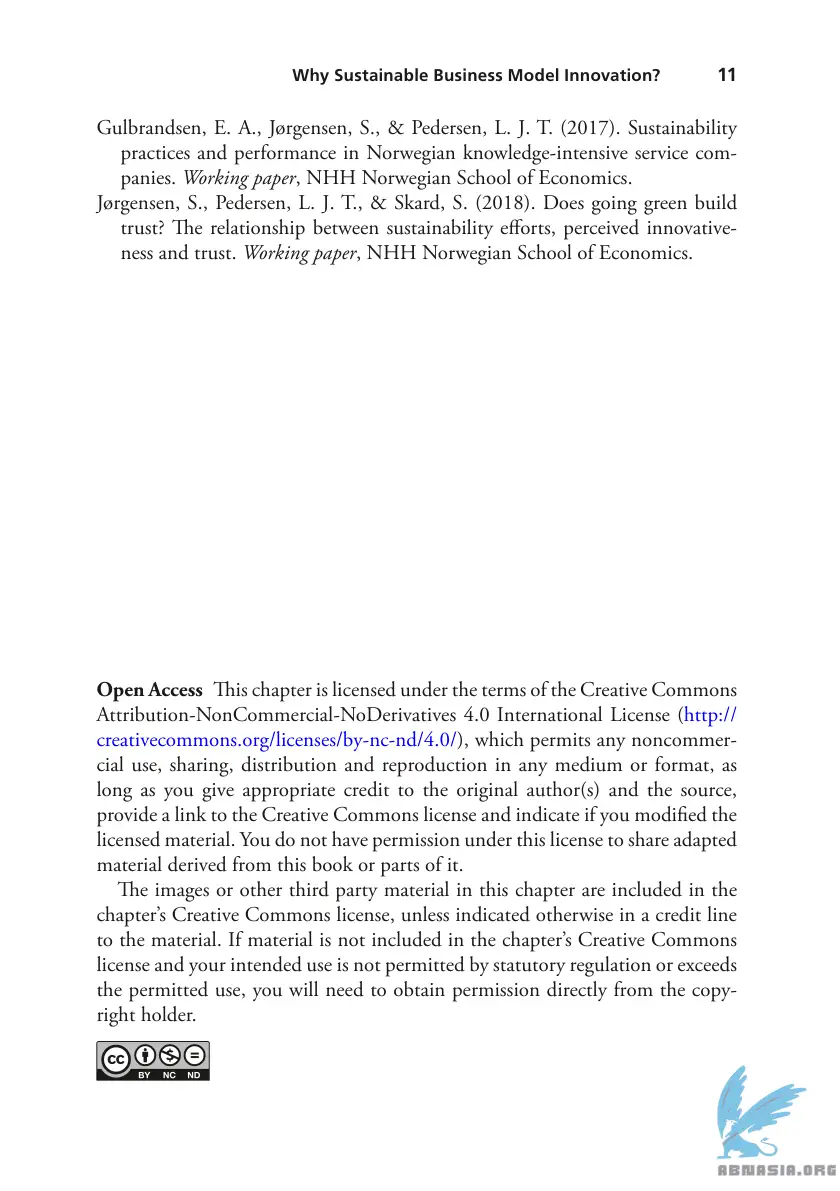 Why Sustainable Business Model Innovation? 11
Gulbrandsen, E. A., Jørgensen, S., & Pedersen, L. J. T. (2017). Sustainability
practices and performance in Norwegian knowledge-intensive service com-
panies. Working paper, NHH Norwegian School of Economics.
Jørgensen, S., Pedersen, L. J. T., & Skard, S. (2018). Does going green build
trust? The relationship between sustainability efforts, perceived innovative-
ness and trust. Working paper, NHH Norwegian School of Economics.
Open Access This chapter is licensed under the terms of the Creative Commons
Attribution-NonCommercial-NoDerivatives 4.0 International License (http://
creativecommons.org/licenses/by-nc-nd/4.0/), which permits any noncommer-
cial use, sharing, distribution and reproduction in any medium or format, as
long as you give appropriate credit to the original author(s) and the source,
provide a link to the Creative Commons license and indicate if you modified the
licensed material. You do not have permission under this license to share adapted
material derived from this book or parts of it.
The images or other third party material in this chapter are included in the
chapter’s Creative Commons license, unless indicated otherwise in a credit line
to the material. If material is not included in the chapter’s Creative Commons
license and your intended use is not permitted by statutory regulation or exceeds
the permitted use, you will need to obtain permission directly from the copy-
right holder.
cc
BY NC ND
ABNASIA.ORG